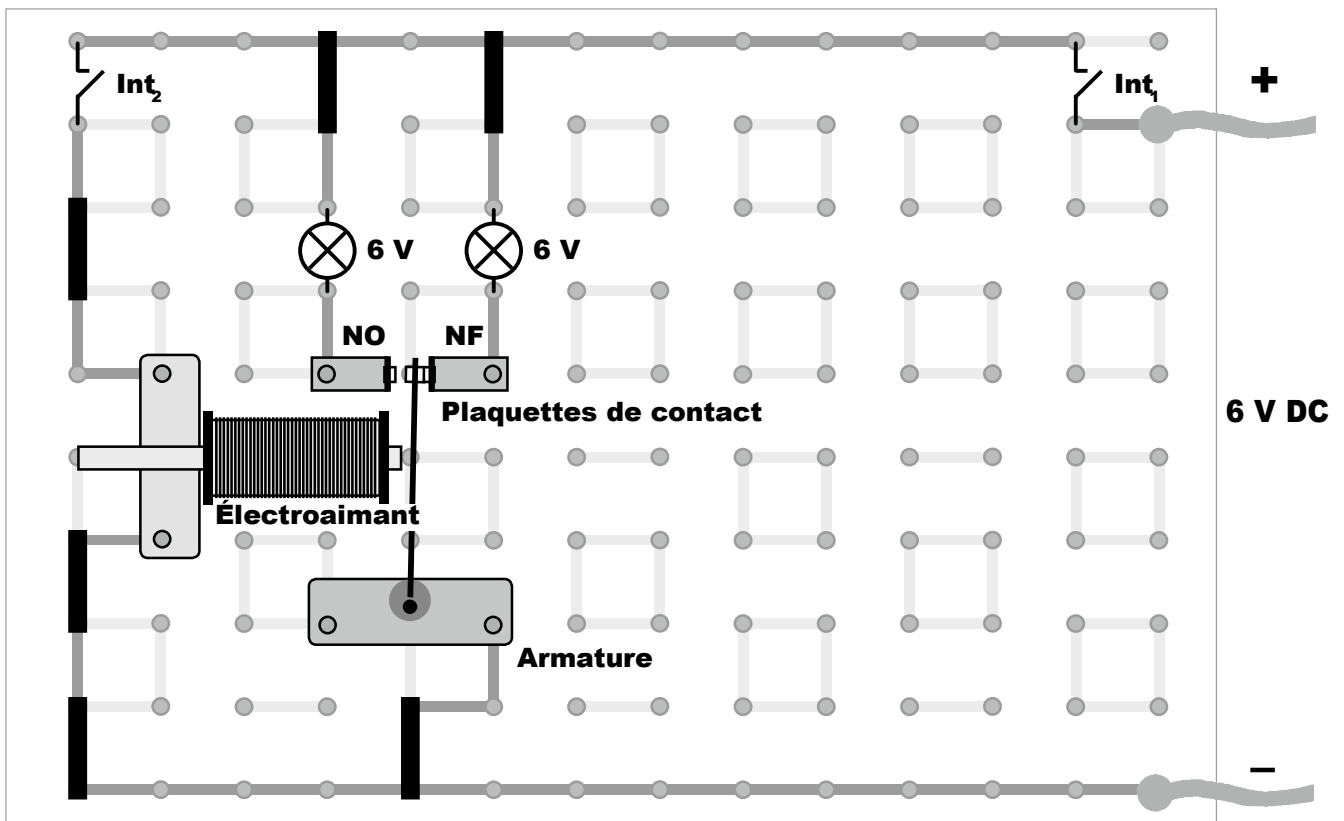 Int2
Int1
+
6 V
6 V
NO
NF
Plaquettes de contact
6 V DC
Électroaimant
Armature
−